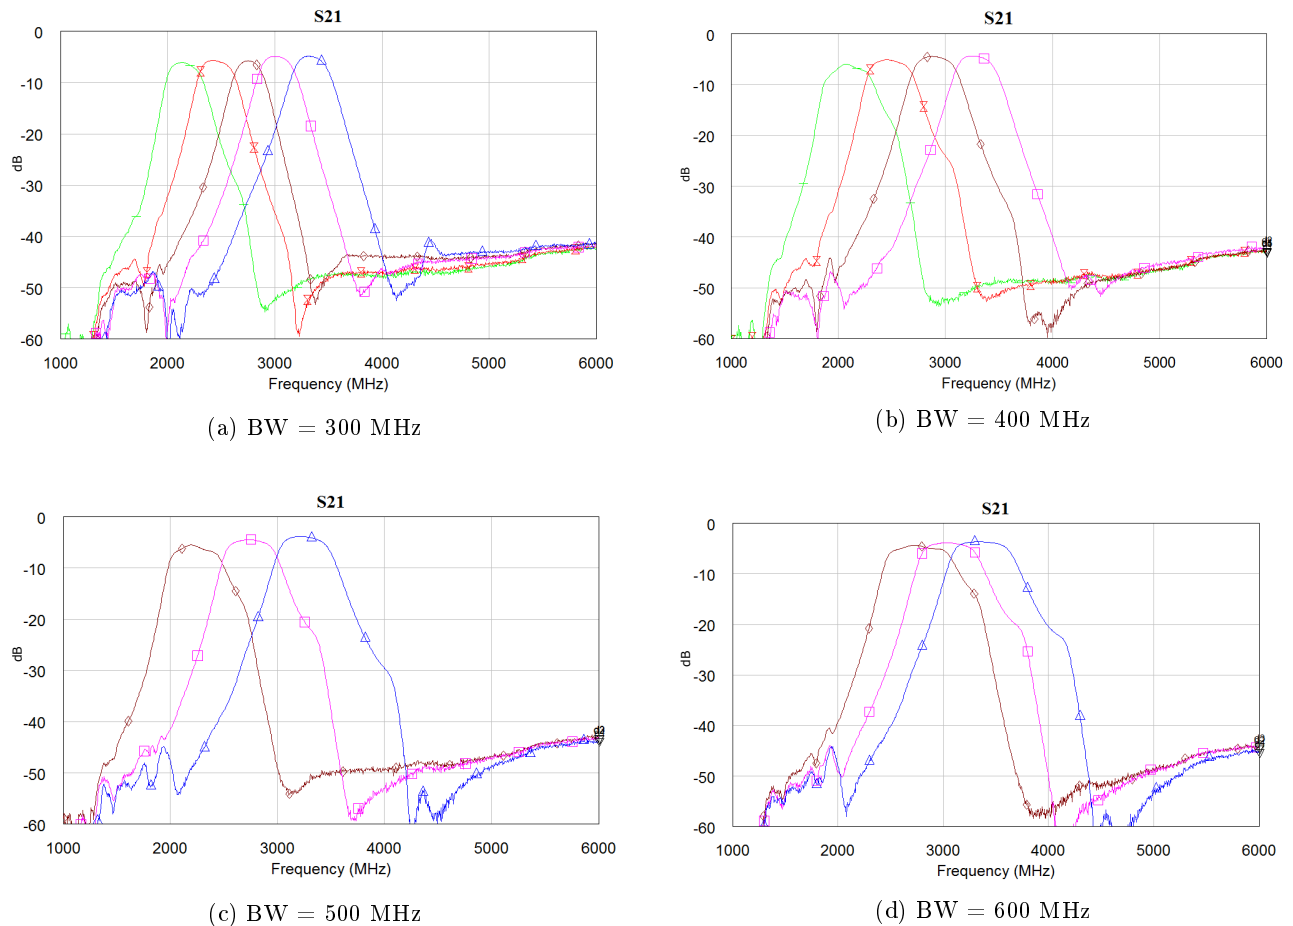 S21
0
-10
-20
-30
-40
-50
-60
dB
1000 2000 3000 4000 5000 6000
Frequency (MHz)
(a) BW = 300 MHz
S21
0
-10
-20
-30
-40
-50
-60
dB
1000 2000 3000 4000 5000 6000
Frequency (MHz)
(b) BW = 400 MHz
S21
0
-10
-20
-30
-40
-50
-60
dB
1000 2000 3000 4000 5000 6000
Frequency (MHz)
(c) BW = 500 MHz
S21
0
-10
-20
-30
-40
-50
-60
dB
1000 2000 3000 4000 5000 6000
Frequency (MHz)
(d) BW = 600 MHz